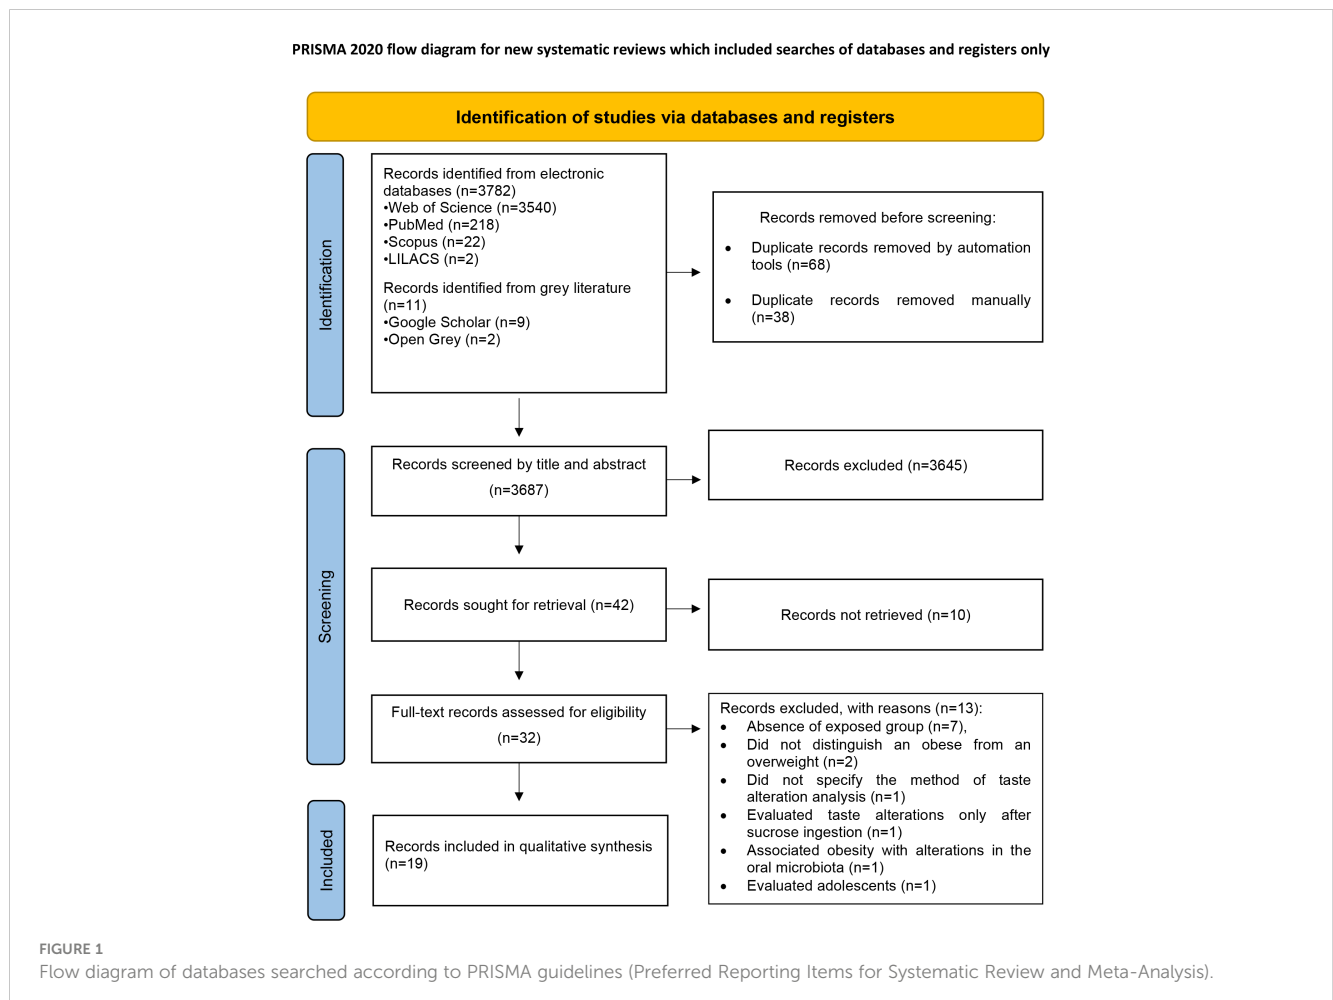 PRISMA 2020 flow diagram for new systematic reviews which included searches of databases and registers only
Identification of studies via databases and registers
Identification
Records identified from electronic
databases (n=3782)
•Web of Science (n=3540)
•PubMed (n=218)
•Scopus (n=22)
•LILACS (n=2)
Records identified from grey literature
(n=11)
•Google Scholar (n=9)
•Open Grey (n=2)
Records removed before screening:
• Duplicate records removed by automation
tools (n=68)
• Duplicate records removed manually
(n=38)
Screening
Records screened by title and abstract
(n=3687)
Records excluded (n=3645)
Records sought for retrieval (n=42)
Records not retrieved (n=10)
Full-text records assessed for eligibility
(n=32)
Records excluded, with reasons (n=13):
• Absence of exposed group (n=7),
• Did not distinguish an obese from an
overweight (n=2)
• Did not specify the method of taste
alteration analysis (n=1)
• Evaluated taste alterations only after
sucrose ingestion (n=1)
• Associated obesity with alterations in the
oral microbiota (n=1)
• Evaluated adolescents (n=1)
Included
Records included in qualitative synthesis
(n=19)
FIGURE 1
Flow diagram of databases searched according to PRISMA guidelines (Preferred Reporting Items for Systematic Review and Meta-Analysis).